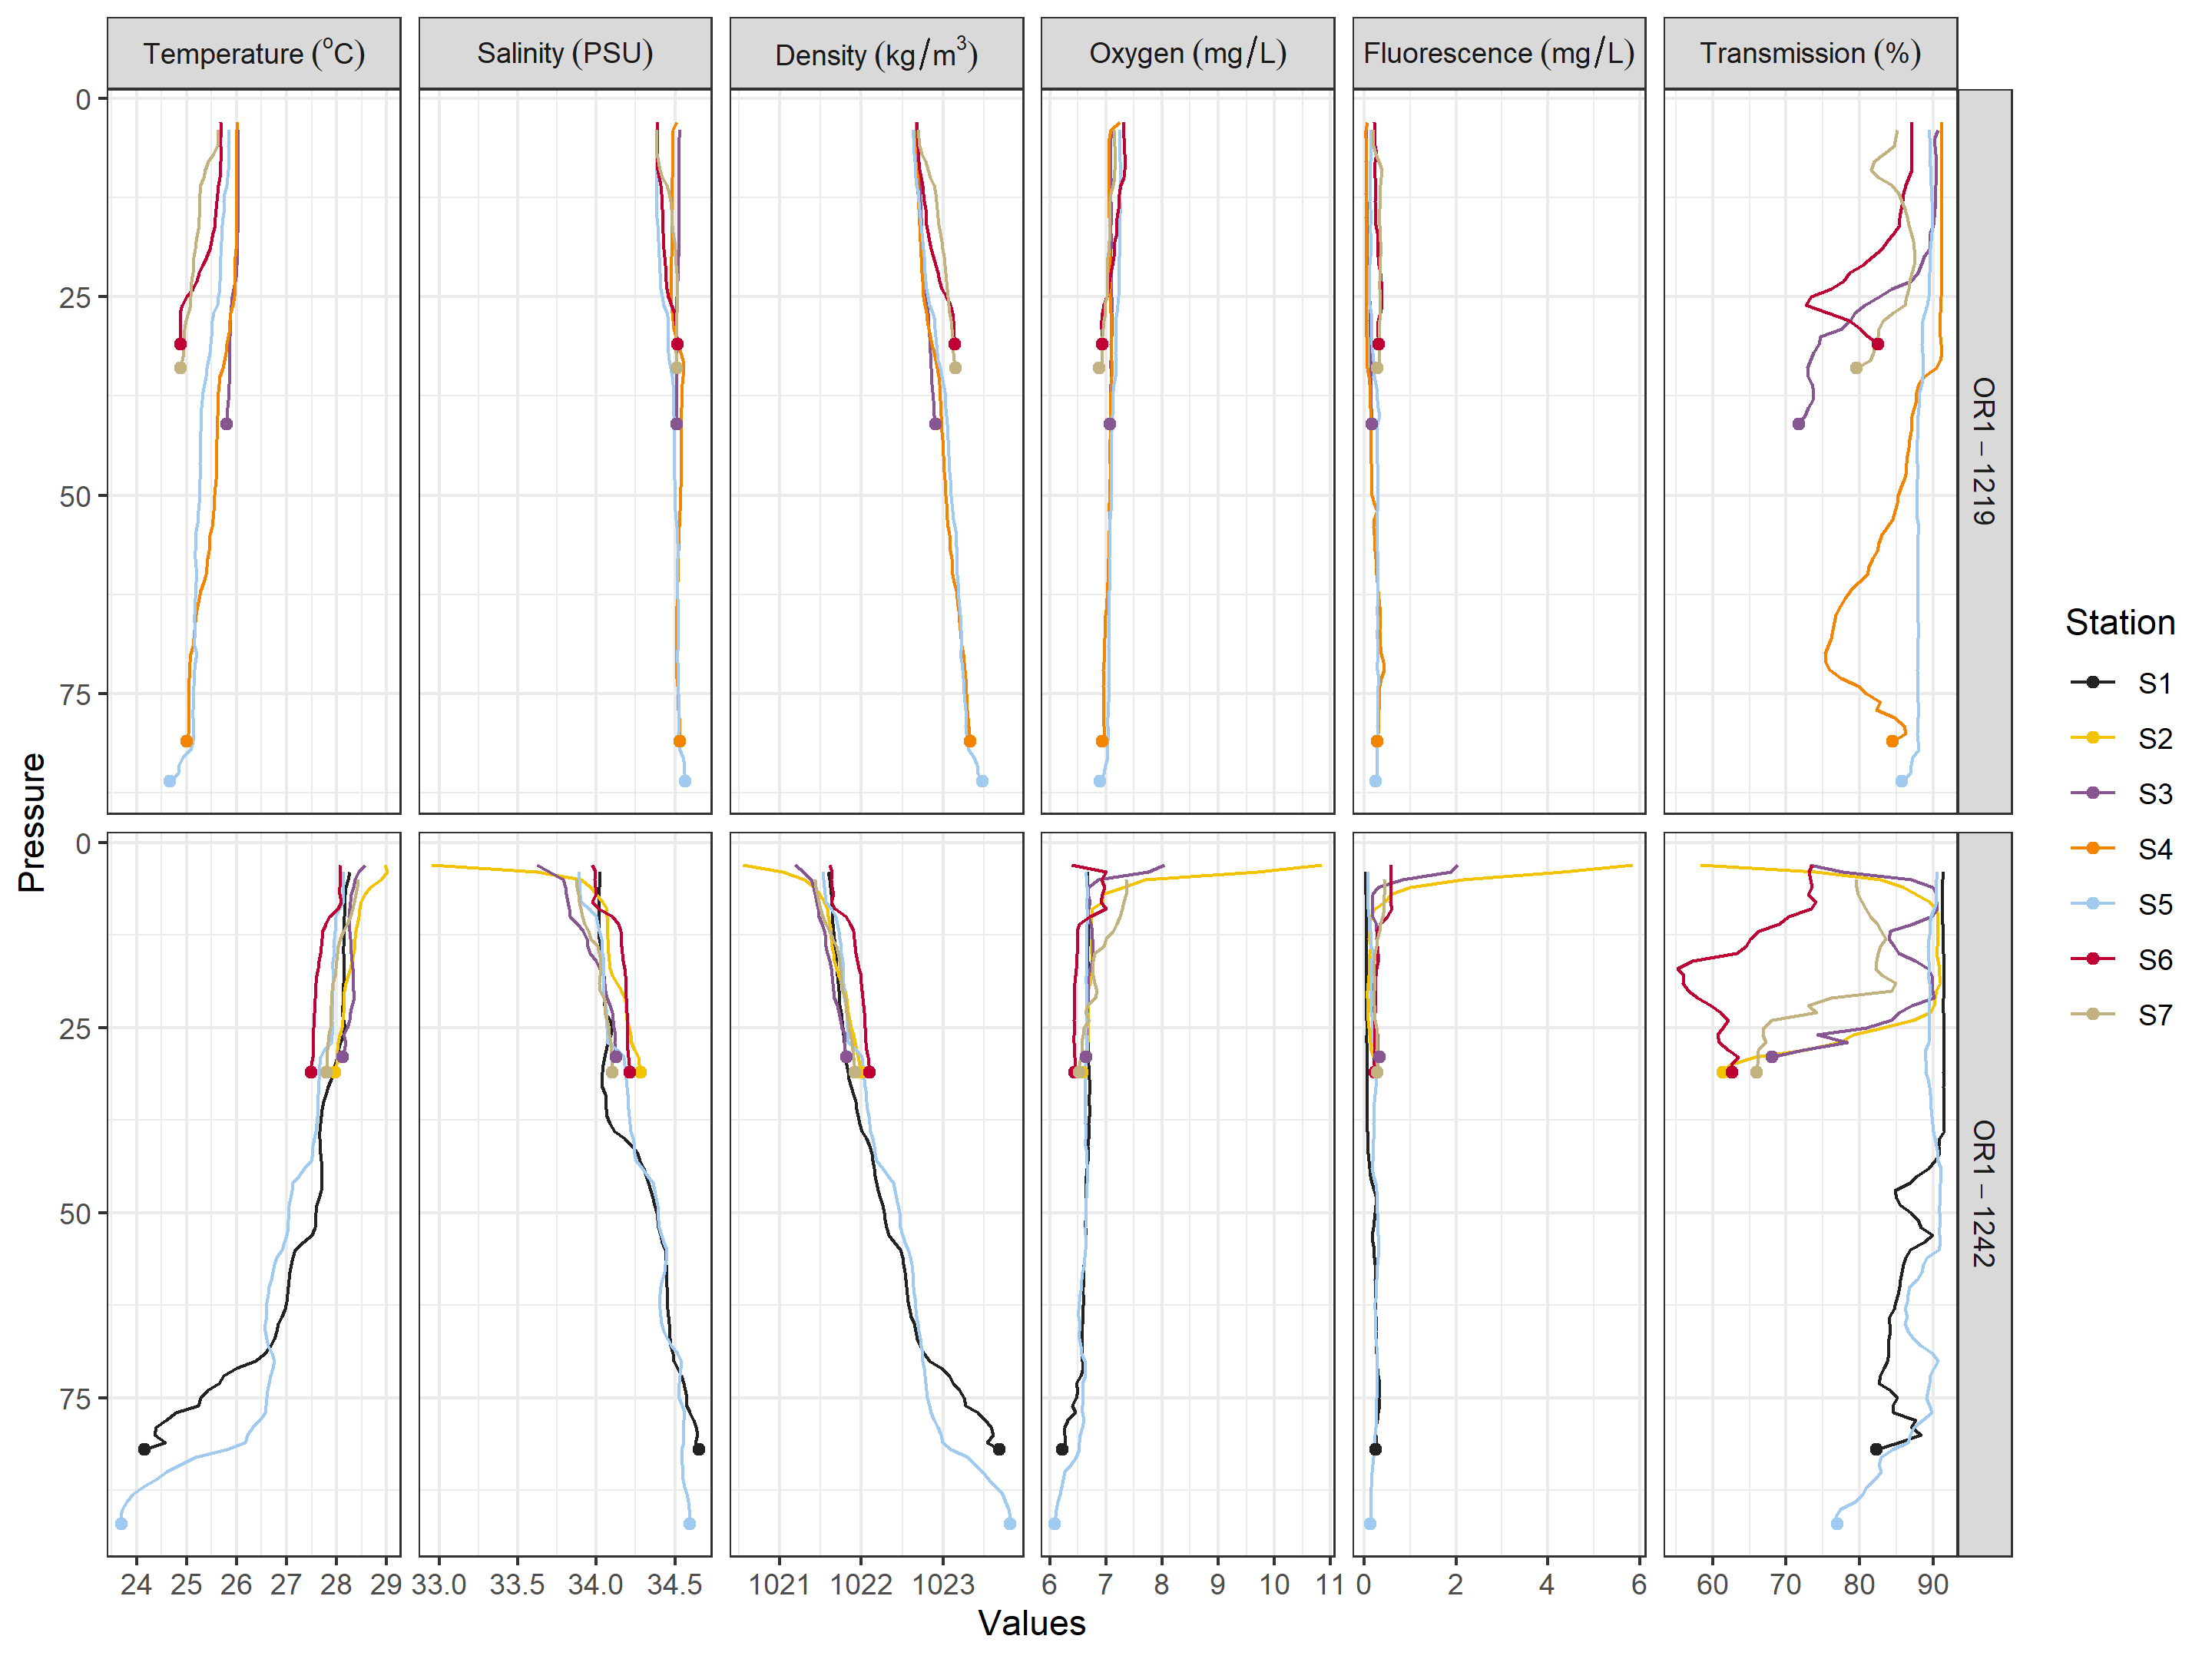 Temperature (°C) Salinity (PSU) Density (kg/m³) Oxygen (mg/L) Fluorescence (mg/L) Transmission (%)
0
25
50
75
OR1 – 1219
0
25
50
75
OR1 – 1242
Pressure
24 25 26 27 28 29 33.0 33.5 34.0 34.5 1021 1022 1023 6 7 8 9 10 11 0 2 4 6 60 70 80 90
Values
Station
S1
S2
S3
S4
S5
S6
S7